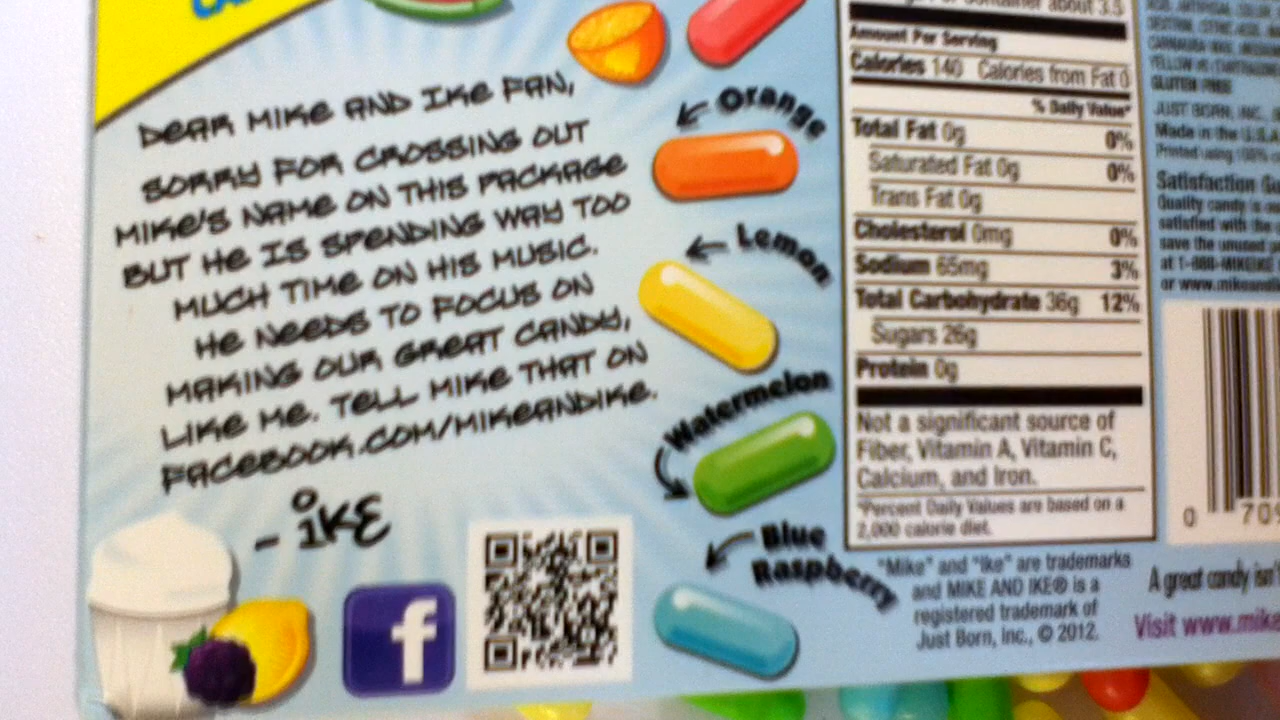 DEAR MIKE AND IKE FAN,
SORRY FOR CROSSING OUT
MIKE'S NAME ON THIS PACKAGE
BUT HE IS SPENDING WAY TOO
MUCH TIME ON HIS MUSIC.
HE NEEDS TO FOCUS ON
MAKING OUR GREAT CANDY,
LIKE ME. TELL MIKE THAT ON
FACEBOOK.COM/MIKEANDIKE.
- iKE
f
Orange
Lemon
Watermelon
Blue
Raspberry
Container about 3.5
Amount Per Serving
Calories 140 Calories from Fat 0
% Daily Value*
Total Fat 0g 0%
Saturated Fat 0g 0%
Trans Fat 0g
Cholesterol 0mg 0%
Sodium 65mg 3%
Total Carbohydrate 36g 12%
Sugars 26g
Protein 0g
Not a significant source of
Fiber, Vitamin A, Vitamin C,
Calcium, and Iron.
*Percent Daily Values are based on a
2,000 calorie diet.
"Mike" and "Ike" are trademarks
and MIKE AND IKE® is a
registered trademark of
Just Born, Inc., © 2012.
GLUTEN FREE
JUST BORN, INC.
Made in the U.S.A
Printed using 100%
Satisfaction
Quality candy is
satisfied with the
save the unused
at 1-888-MIKEIKE
or www.mikeand
0 70
A great candy isn't
Visit www.mike